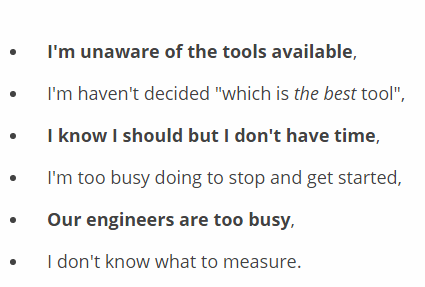 • I'm unaware of the tools available,
• I'm haven't decided "which is the best tool",
• I know I should but I don't have time,
• I'm too busy doing to stop and get started,
• Our engineers are too busy,
• I don't know what to measure.